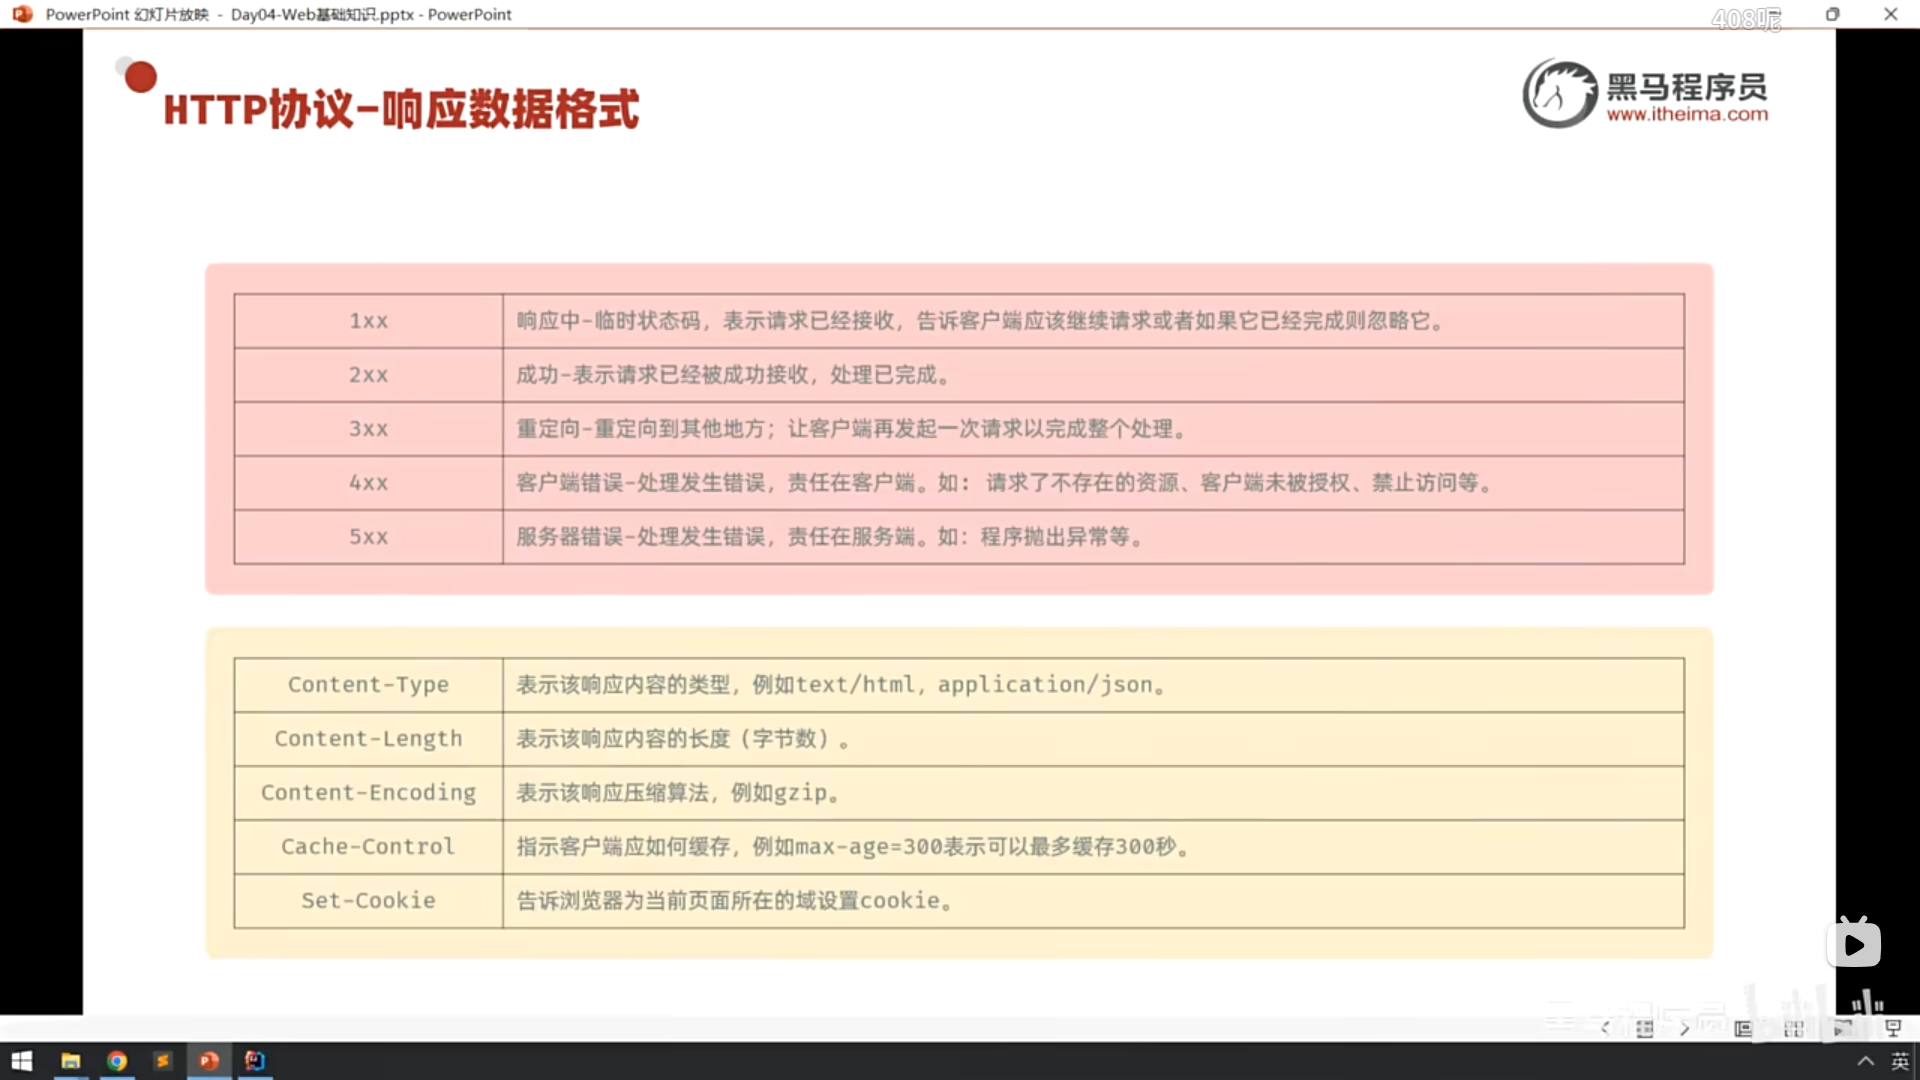 PowerPoint 幻灯片放映 - Day04-Web基础知识.pptx - PowerPoint
408呢
HTTP协议-响应数据格式
黑马程序员
www.itheima.com
1xx 响应中-临时状态码，表示请求已经接收，告诉客户端应该继续请求或者如果它已经完成则忽略它。
2xx 成功-表示请求已经被成功接收，处理已完成。
3xx 重定向-重定向到其他地方；让客户端再发起一次请求以完成整个处理。
4xx 客户端错误-处理发生错误，责任在客户端。如： 请求了不存在的资源、客户端未被授权、禁止访问等。
5xx 服务器错误-处理发生错误，责任在服务端。如：程序抛出异常等。
Content-Type 表示该响应内容的类型，例如text/html，application/json。
Content-Length 表示该响应内容的长度（字节数）。
Content-Encoding 表示该响应压缩算法，例如gzip。
Cache-Control 指示客户端应如何缓存，例如max-age=300表示可以最多缓存300秒。
Set-Cookie 告诉浏览器为当前页面所在的域设置cookie。
英